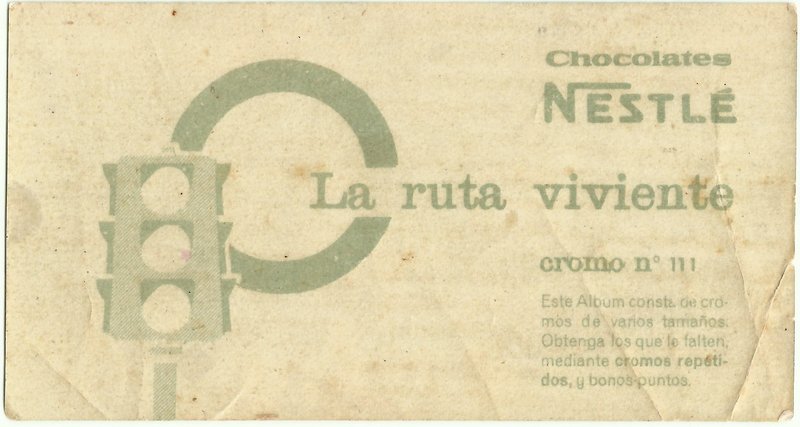 Chocolates
NESTLÉ
La ruta viviente
cromo n° 111
Este Album consta de cro-
mos de varios tamaños.
Obtenga los que le falten,
mediante cromos repeti-
dos, y bonos-puntos.